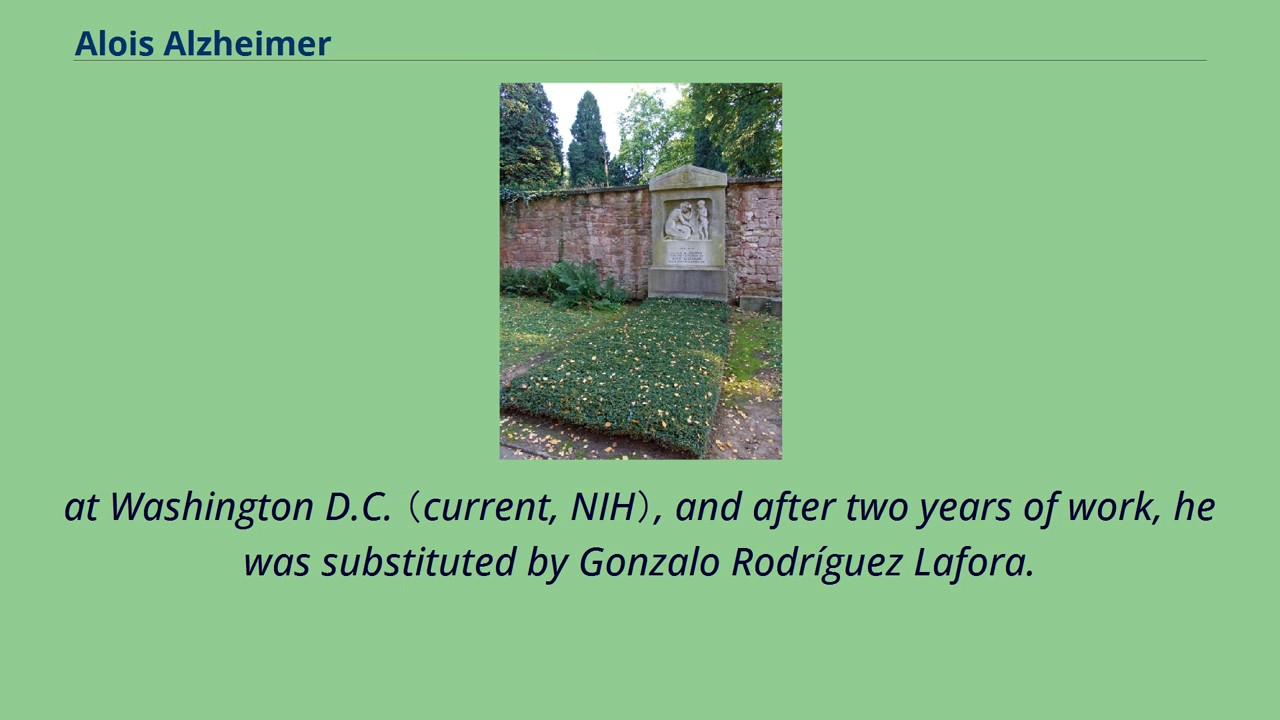 Alois Alzheimer
at Washington D.C. (current, NIH), and after two years of work, he
was substituted by Gonzalo Rodríguez Lafora.